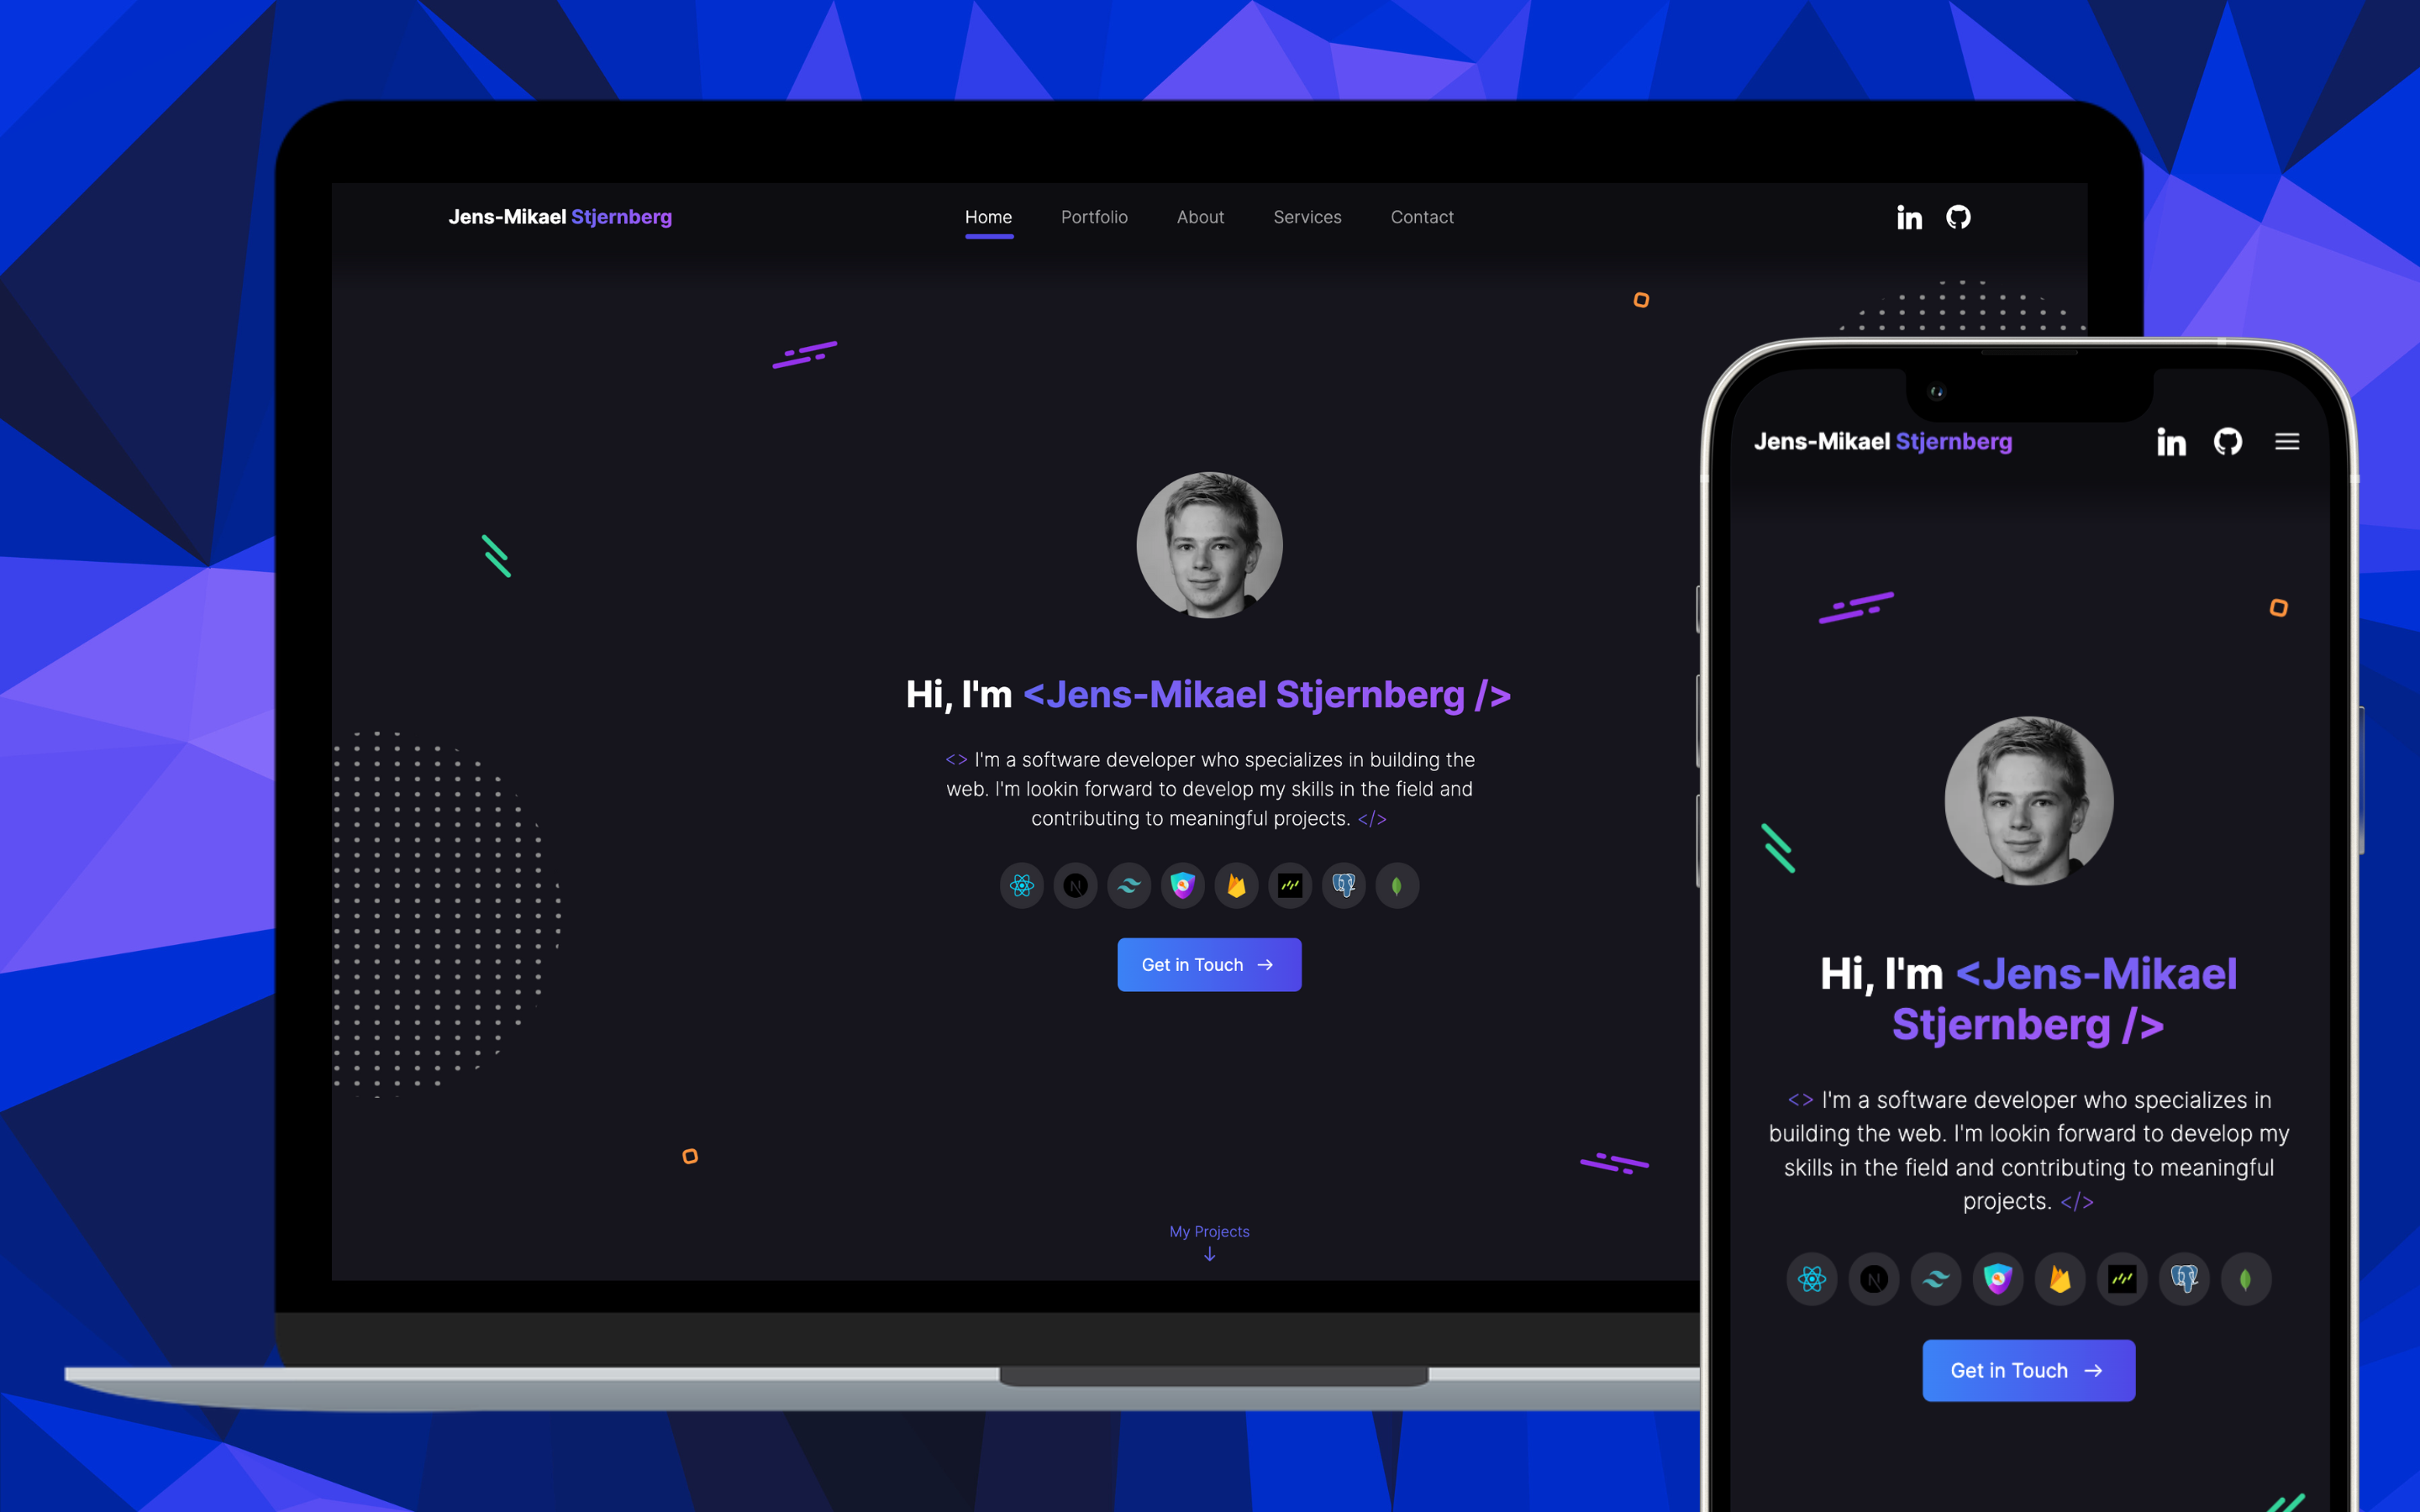 Jens-Mikael Stjernberg
Home Portfolio About Services Contact
in
Hi, I'm <Jens-Mikael Stjernberg />
<> I'm a software developer who specializes in building the
web. I'm lookin forward to develop my skills in the field and
contributing to meaningful projects. </>
N
Get in Touch →
My Projects
↓
Jens-Mikael Stjernberg
in
Hi, I'm <Jens-Mikael
Stjernberg />
<> I'm a software developer who specializes in
building the web. I'm lookin forward to develop my
skills in the field and contributing to meaningful
projects. </>
N
Get in Touch →